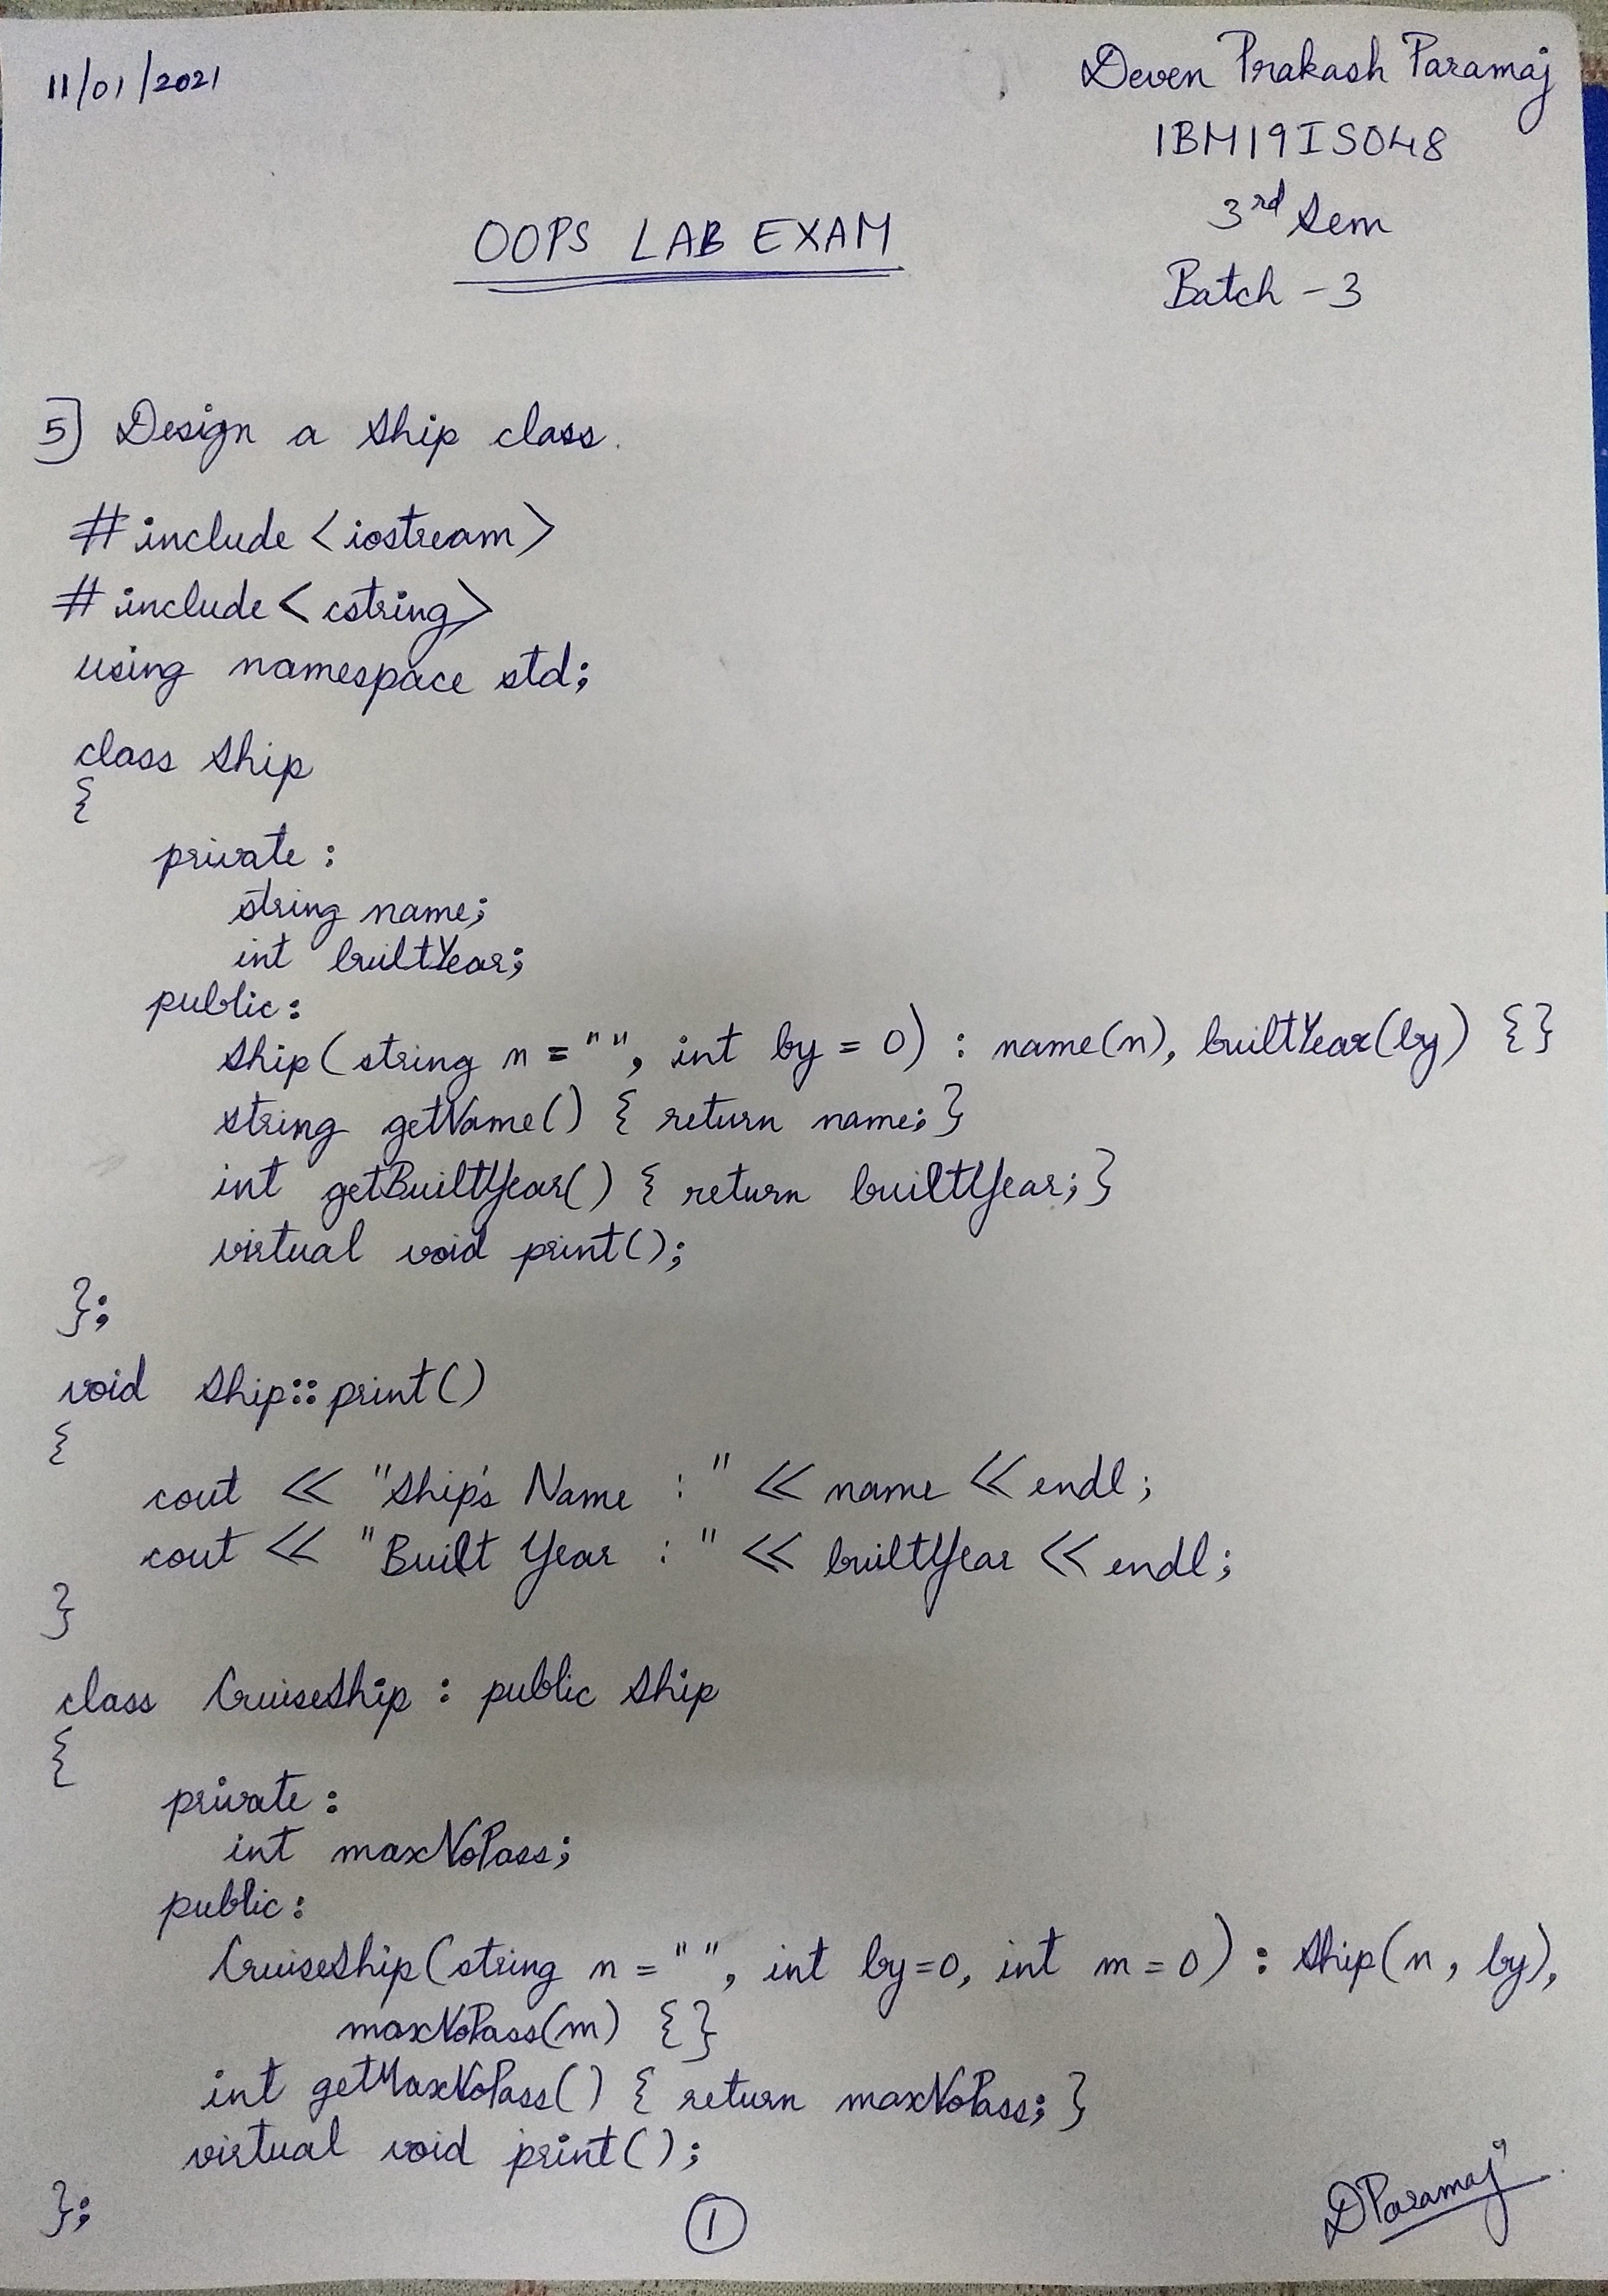 11/01/2021
Deven Prakash Paramaj
1BM19IS048
3rd Sem
Batch - 3
OOPS LAB EXAM
5] Design a Ship class.
#include <iostream>
#include <cstring>
using namespace std;
class Ship
{
private :
string name;
int builtYear;
public:
Ship(string n = "", int by = 0) : name(n), builtYear(by) {}
string getName() { return name; }
int getBuiltYear() { return builtYear; }
virtual void print();
};
void Ship::print()
{
cout << "Ship's Name : " << name << endl;
cout << "Built Year : " << builtYear << endl;
}
class CruiseShip : public Ship
{
private :
int maxNoPass;
public:
CruiseShip(string n = "", int by=0, int m = 0) : Ship(n, by),
maxNoPass(m) {}
int getMaxNoPass() { return maxNoPass; }
virtual void print();
};
1
DParamaj